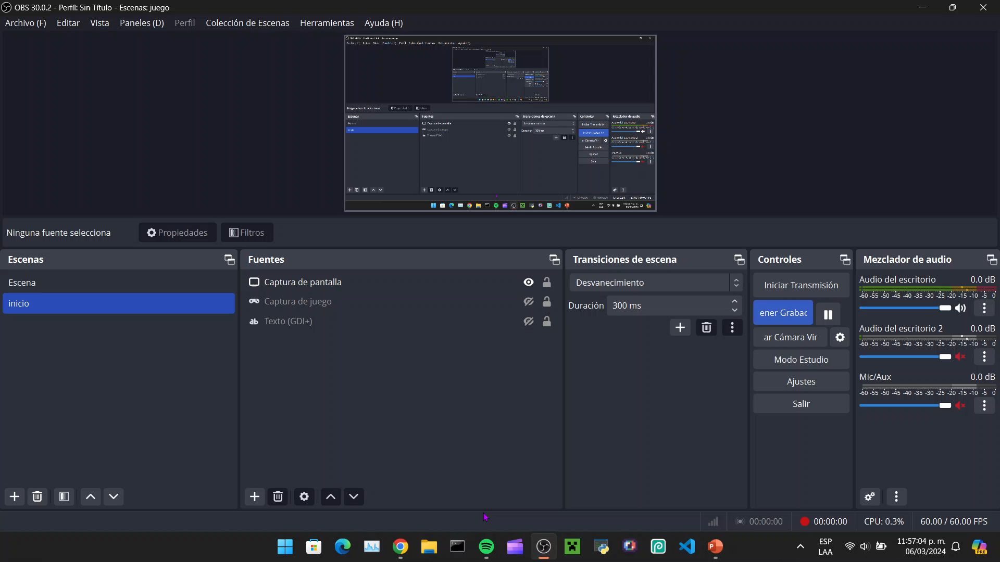 OBS 30.0.2 - Perfíl: Sin Título - Escenas: juego
Archivo (F) Editar Vista Paneles (D) Perfil Colección de Escenas Herramientas Ayuda (H)
Ninguna fuente selecciona Propiedades Filtros
Escenas
Escena
inicio
Fuentes
Captura de pantalla
Captura de juego
Texto (GDI+)
Transiciones de escena
Desvanecimiento
Duración 300 ms
Controles
Iniciar Transmisión
ener Grabac
ar Cámara Vir
Modo Estudio
Ajustes
Salir
Mezclador de audio
Audio del escritorio 0.0 dB
-60 -55 -50 -45 -40 -35 -30 -25 -20 -15 -10 -5 0
Audio del escritorio 2 0.0 dB
-60 -55 -50 -45 -40 -35 -30 -25 -20 -15 -10 -5 0
Mic/Aux 0.0 dB
-60 -55 -50 -45 -40 -35 -30 -25 -20 -15 -10 -5 0
00:00:00 00:00:00 CPU: 0.3% 60.00 / 60.00 FPS
ESP
LAA
11:57:04 p. m.
06/03/2024
PRE